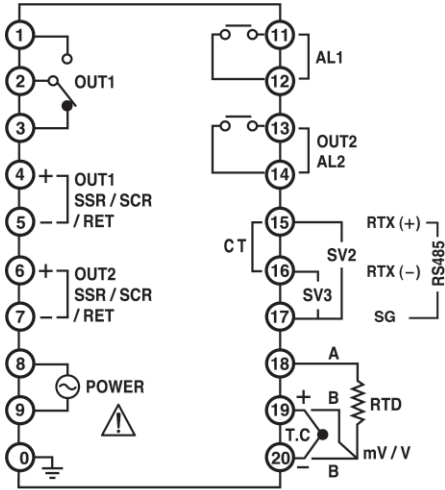 1
2
3
OUT1
4
+
OUT1
SSR / SCR
/ RET
5
−
6
+
OUT2
SSR / SCR
/ RET
7
−
8
POWER
9
0
11
AL1
12
13
OUT2
AL2
14
15
CT
SV2
16
SV3
17
RTX (+)
RTX (−)
SG
RS485
18
A
RTD
19
+
B
T.C
mV / V
20
−
B